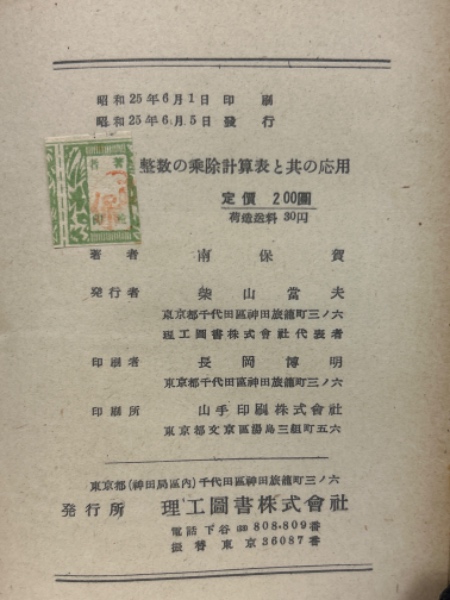 昭和25年6月1日 印刷
昭和25年6月5日 發行
整数の乘除計算表と其の応用
定價 200圓
荷造送料 30円
著者 南保賀
発行者 柴山當夫
東京都千代田區神田旅籠町三ノ六
理工圖書株式會社代表者
印刷者 長岡博明
東京都千代田區神田旅籠町三ノ六
印刷所 山手印刷株式會社
東京都文京區湯島三組町五六
東京都(神田局區内)千代田區神田旅籠町三ノ六
発行所 理工圖書株式會社
電話 下谷 808-809番
振替東京36087番